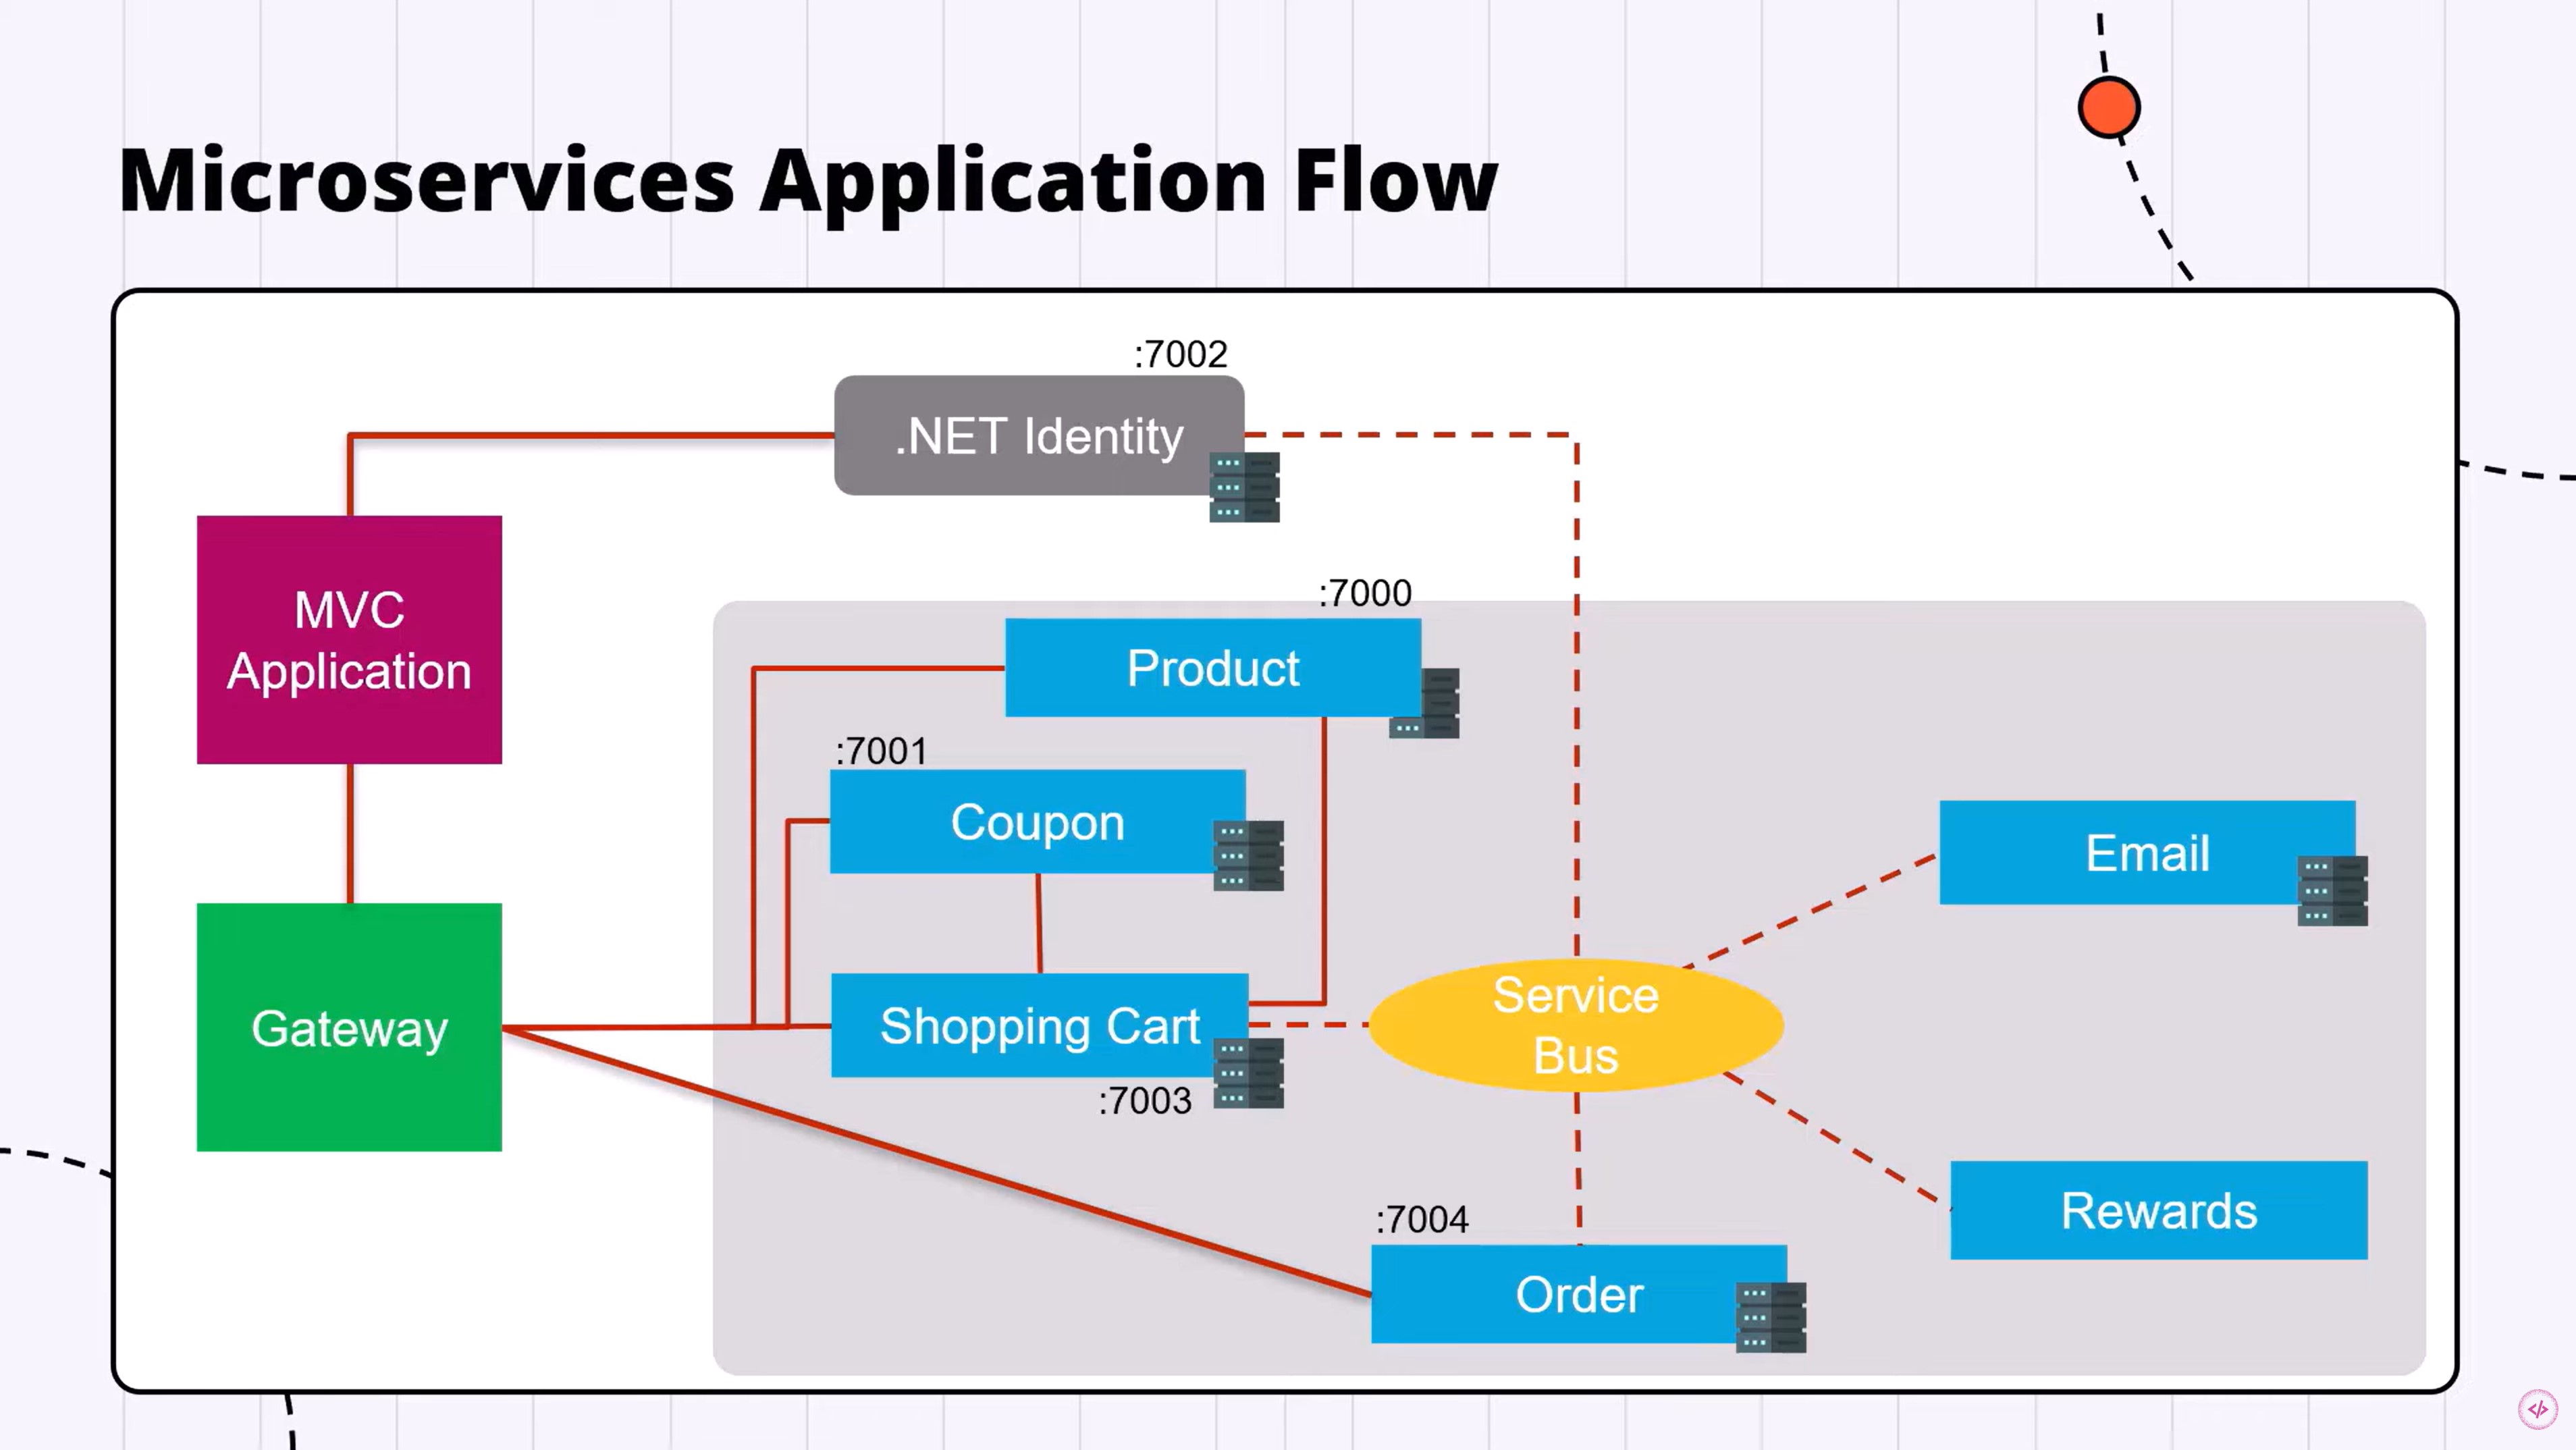 Microservices Application Flow
:7002
.NET Identity
MVC
Application
:7000
Product
:7001
Coupon
Email
Gateway
Shopping Cart
:7003
Service
Bus
:7004
Order
Rewards
</>